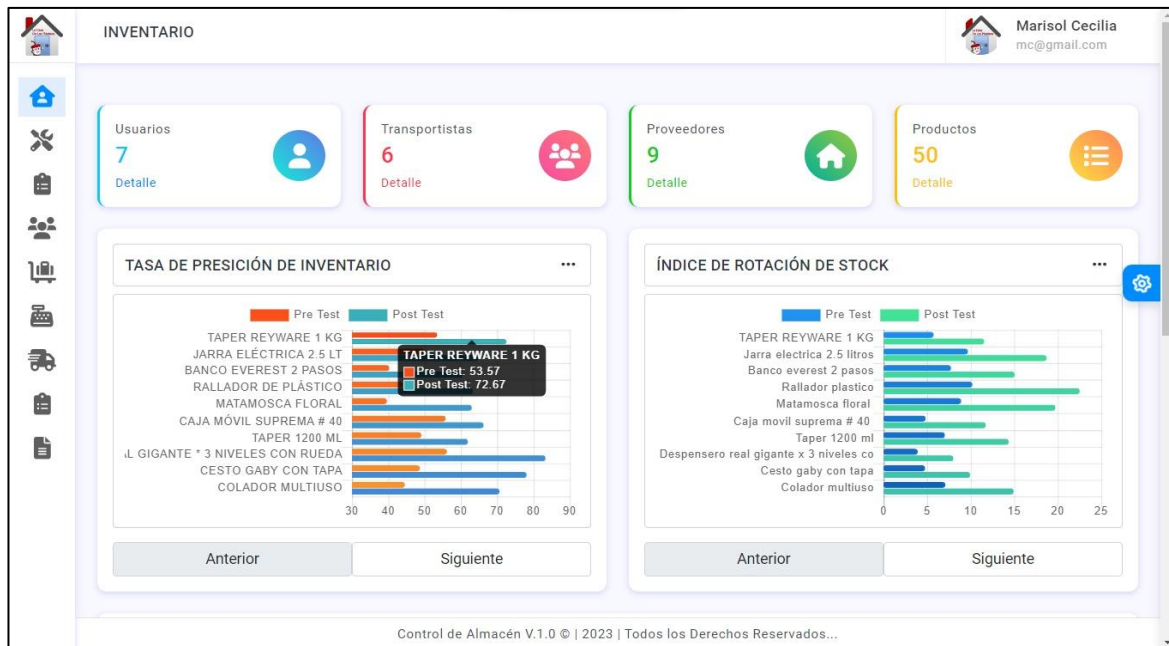 INVENTARIO
Marisol Cecilia
mc@gmail.com
Usuarios
7
Detalle
Transportistas
6
Detalle
Proveedores
9
Detalle
Productos
50
Detalle
TASA DE PRESICIÓN DE INVENTARIO
Pre Test Post Test
TAPER REYWARE 1 KG
JARRA ELÉCTRICA 2.5 LT
BANCO EVEREST 2 PASOS
RALLADOR DE PLÁSTICO
MATAMOSCA FLORAL
CAJA MÓVIL SUPREMA # 40
TAPER 1200 ML
GIGANTE * 3 NIVELES CON RUEDA
CESTO GABY CON TAPA
COLADOR MULTIUSO
TAPER REYWARE 1 KG
Pre Test: 53.57
Post Test: 72.67
30 40 50 60 70 80 90
Anterior Siguiente
ÍNDICE DE ROTACIÓN DE STOCK
Pre Test Post Test
TAPER REYWARE 1 KG
Jarra electrica 2.5 litros
Banco everest 2 pasos
Rallador plastico
Matamosca floral
Caja movil suprema # 40
Taper 1200 ml
Despensero real gigante x 3 niveles co
Cesto gaby con tapa
Colador multiuso
0 5 10 15 20 25
Anterior Siguiente
Control de Almacén V.1.0 © | 2023 | Todos los Derechos Reservados...